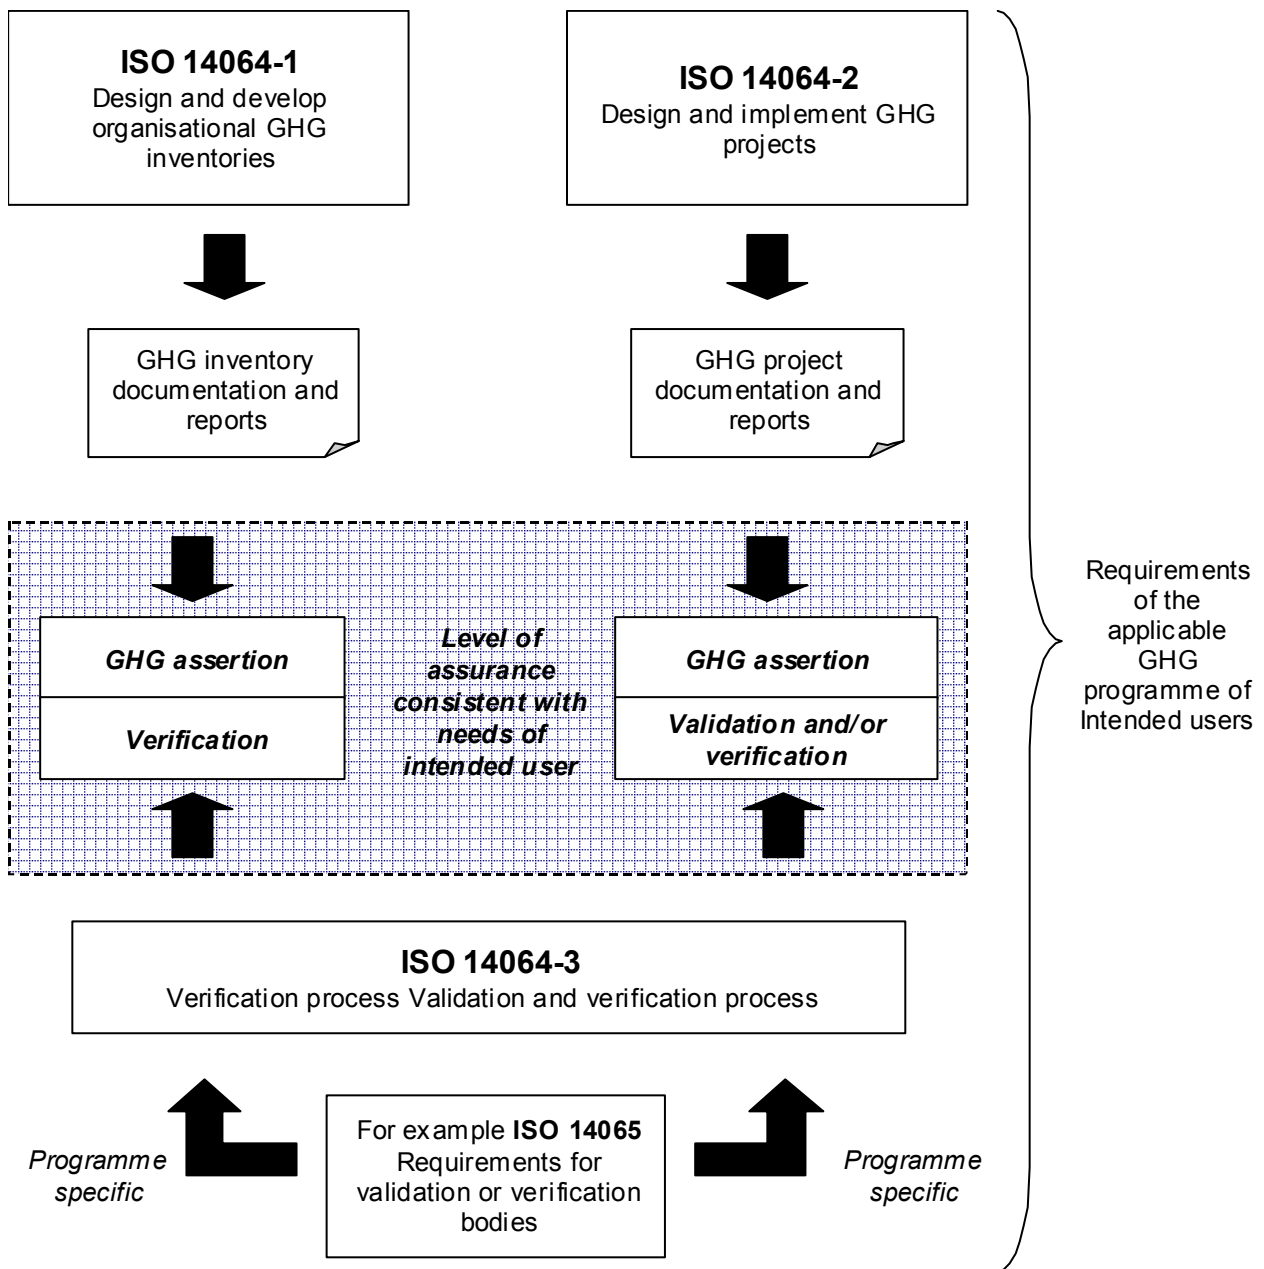 ISO 14064-1
Design and develop
organisational GHG
inventories
ISO 14064-2
Design and implement GHG
projects
GHG inventory
documentation and
reports
GHG project
documentation and
reports
GHG assertion
Verification
Level of
assurance
consistent with
needs of
intended user
GHG assertion
Validation and/or
verification
Requirements
of the
applicable
GHG
programme of
Intended users
ISO 14064-3
Verification process Validation and verification process
Programme
specific
For example ISO 14065
Requirements for
validation or verification
bodies
Programme
specific